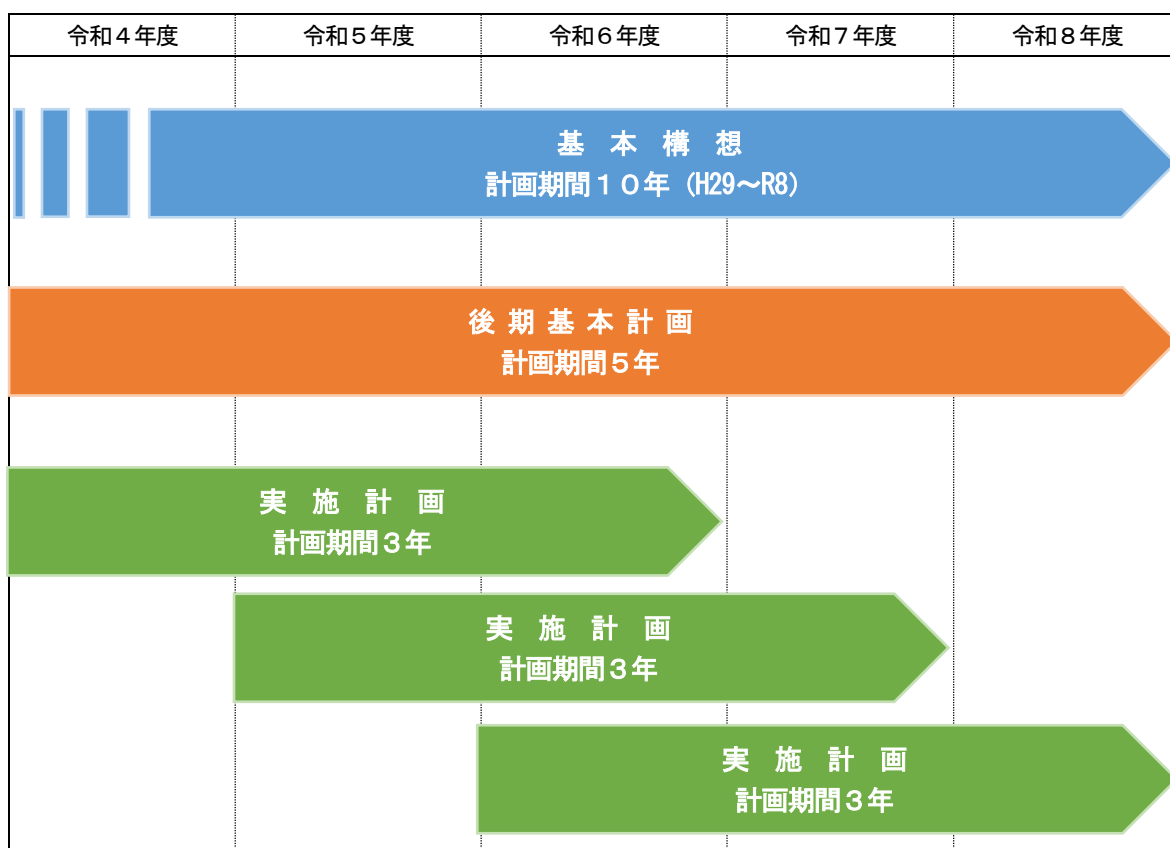 令和４年度 令和５年度 令和６年度 令和７年度 令和８年度
基 本 構 想
計画期間１０年（H29～R8）
後 期 基 本 計 画
計画期間５年
実 施 計 画
計画期間３年
実 施 計 画
計画期間３年
実 施 計 画
計画期間３年